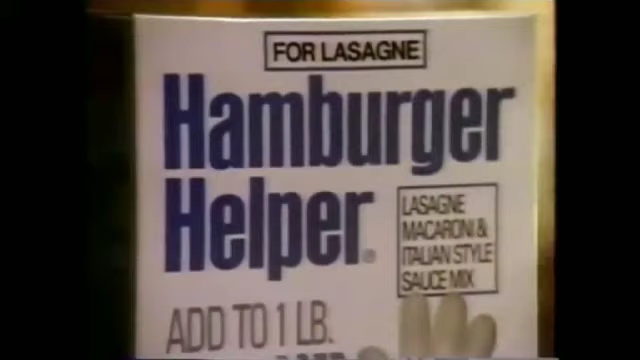 FOR LASAGNE
Hamburger
Helper®
LASAGNE
MACARONI &
ITALIAN STYLE
SAUCE MIX
ADD TO 1 LB.